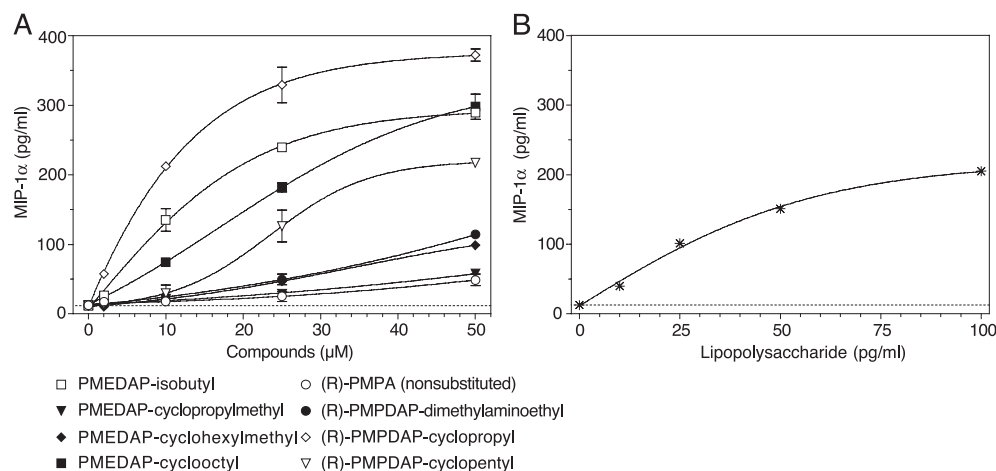 A
B
400
300
200
100
0
MIP-1α (pg/ml)
0 10 20 30 40 50
Compounds (µM)
400
300
200
100
0
MIP-1α (pg/ml)
0 25 50 75 100
Lipopolysaccharide (pg/ml)
PMEDAP-isobutyl
PMEDAP-cyclopropylmethyl
PMEDAP-cyclohexylmethyl
PMEDAP-cyclooctyl
(R)-PMPA (nonsubstituted)
(R)-PMPDAP-dimethylaminoethyl
(R)-PMPDAP-cyclopropyl
(R)-PMPDAP-cyclopentyl